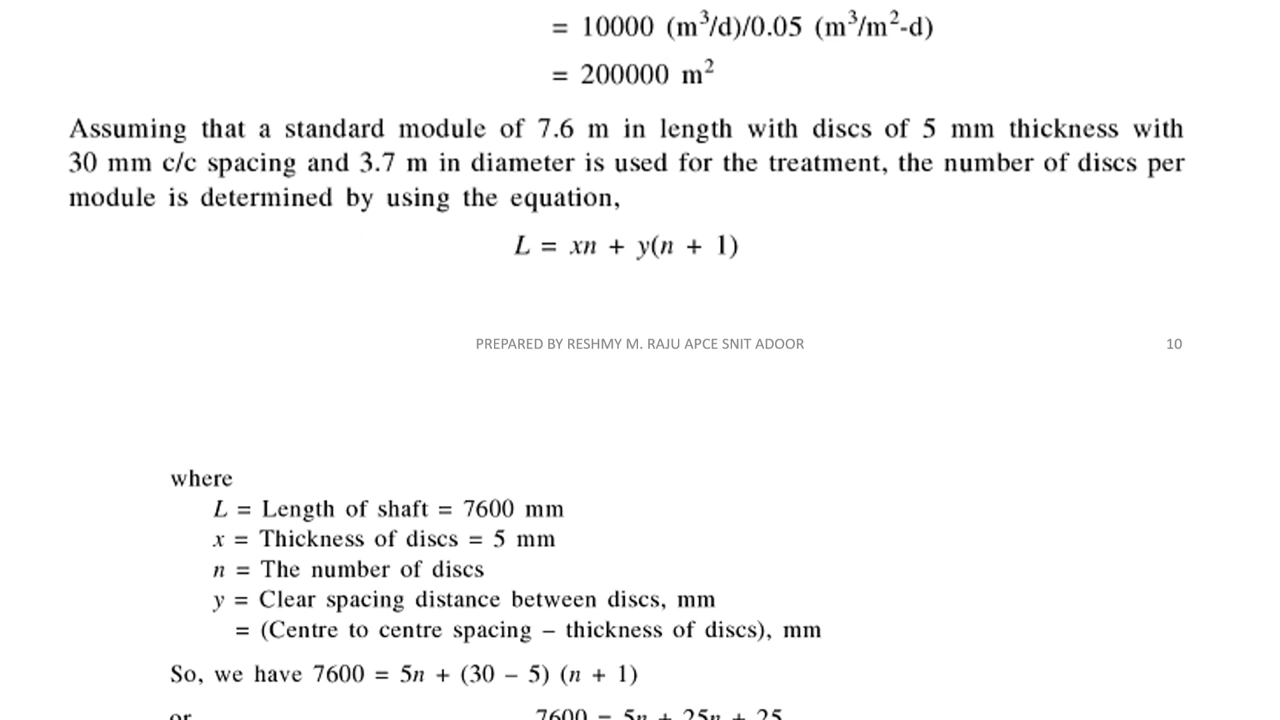 = 10000 (m³/d)/0.05 (m³/m²-d)
= 200000 m²
Assuming that a standard module of 7.6 m in length with discs of 5 mm thickness with
30 mm c/c spacing and 3.7 m in diameter is used for the treatment, the number of discs per
module is determined by using the equation,
L = xn + y(n + 1)
PREPARED BY RESHMY M. RAJU APCE SNIT ADOOR 10
where
L = Length of shaft = 7600 mm
x = Thickness of discs = 5 mm
n = The number of discs
y = Clear spacing distance between discs, mm
= (Centre to centre spacing – thickness of discs), mm
So, we have 7600 = 5n + (30 – 5) (n + 1)
or 7600 = 5n + 25n + 25